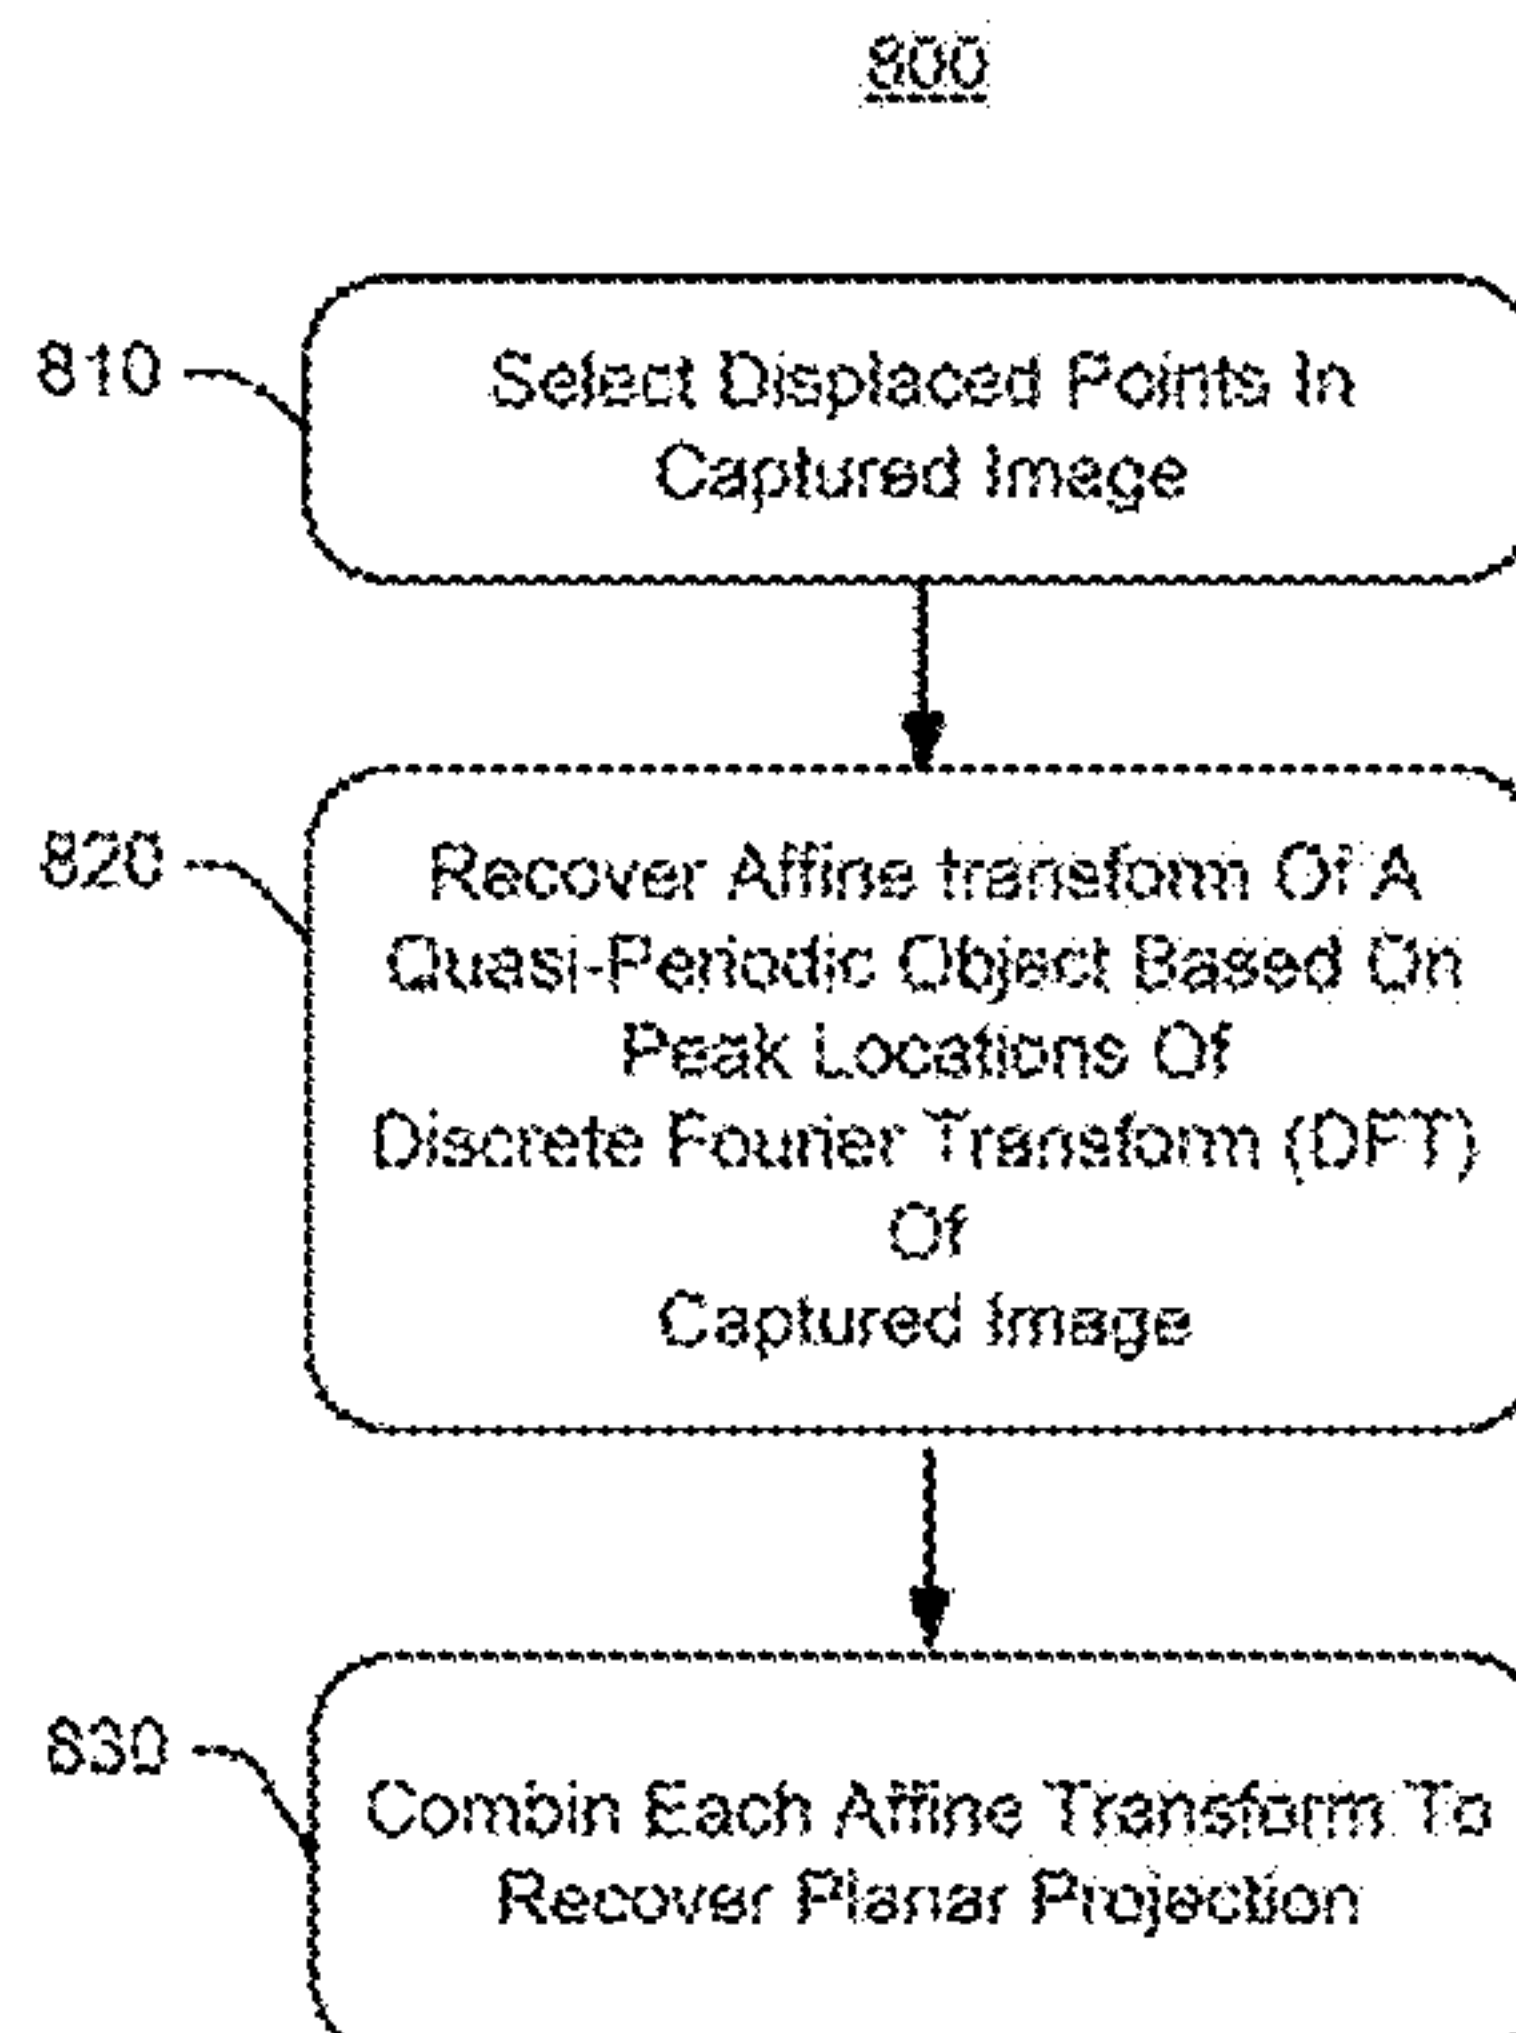 800
810
Select Displaced Points In
Captured Image
820
Recover Affine transform Of A
Quasi-Periodic Object Based On
Peak Locations Of
Discrete Fourier Transform (DFT)
Of
Captured Image
830
Combin Each Affine Transform To
Recover Planar Projection